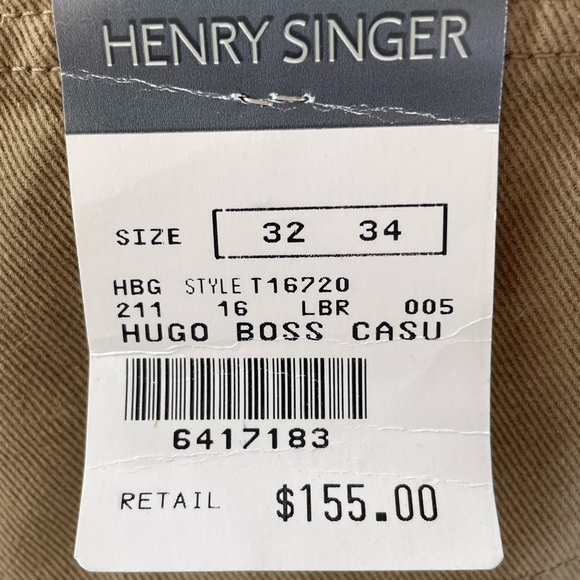 HENRY SINGER
SIZE 32 34
HBG STYLE T16720
211 16 LBR 005
HUGO BOSS CASU
6417183
RETAIL $155.00